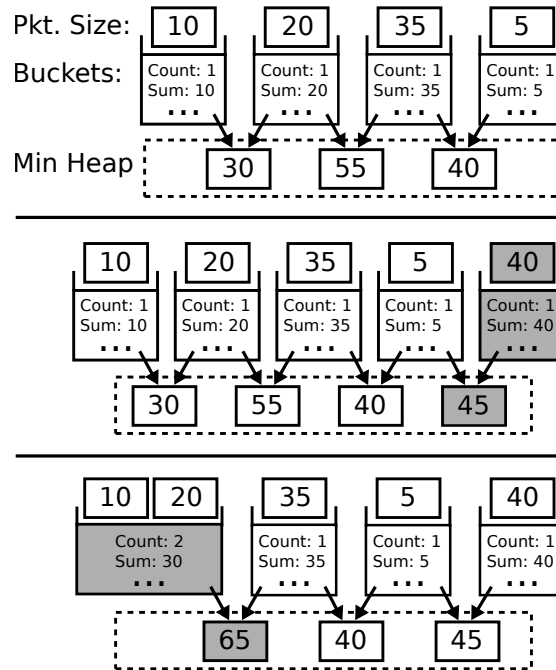 Pkt. Size: 10 20 35 5
Buckets: Count: 1 Count: 1 Count: 1 Count: 1
Sum: 10 Sum: 20 Sum: 35 Sum: 5
... ... ... ...
Min Heap 30 55 40
10 20 35 5 40
Count: 1 Count: 1 Count: 1 Count: 1 Count: 1
Sum: 10 Sum: 20 Sum: 35 Sum: 5 Sum: 40
... ... ... ... ...
30 55 40 45
10 20 35 5 40
Count: 2 Count: 1 Count: 1 Count: 1
Sum: 30 Sum: 35 Sum: 5 Sum: 40
... ... ... ...
65 40 45